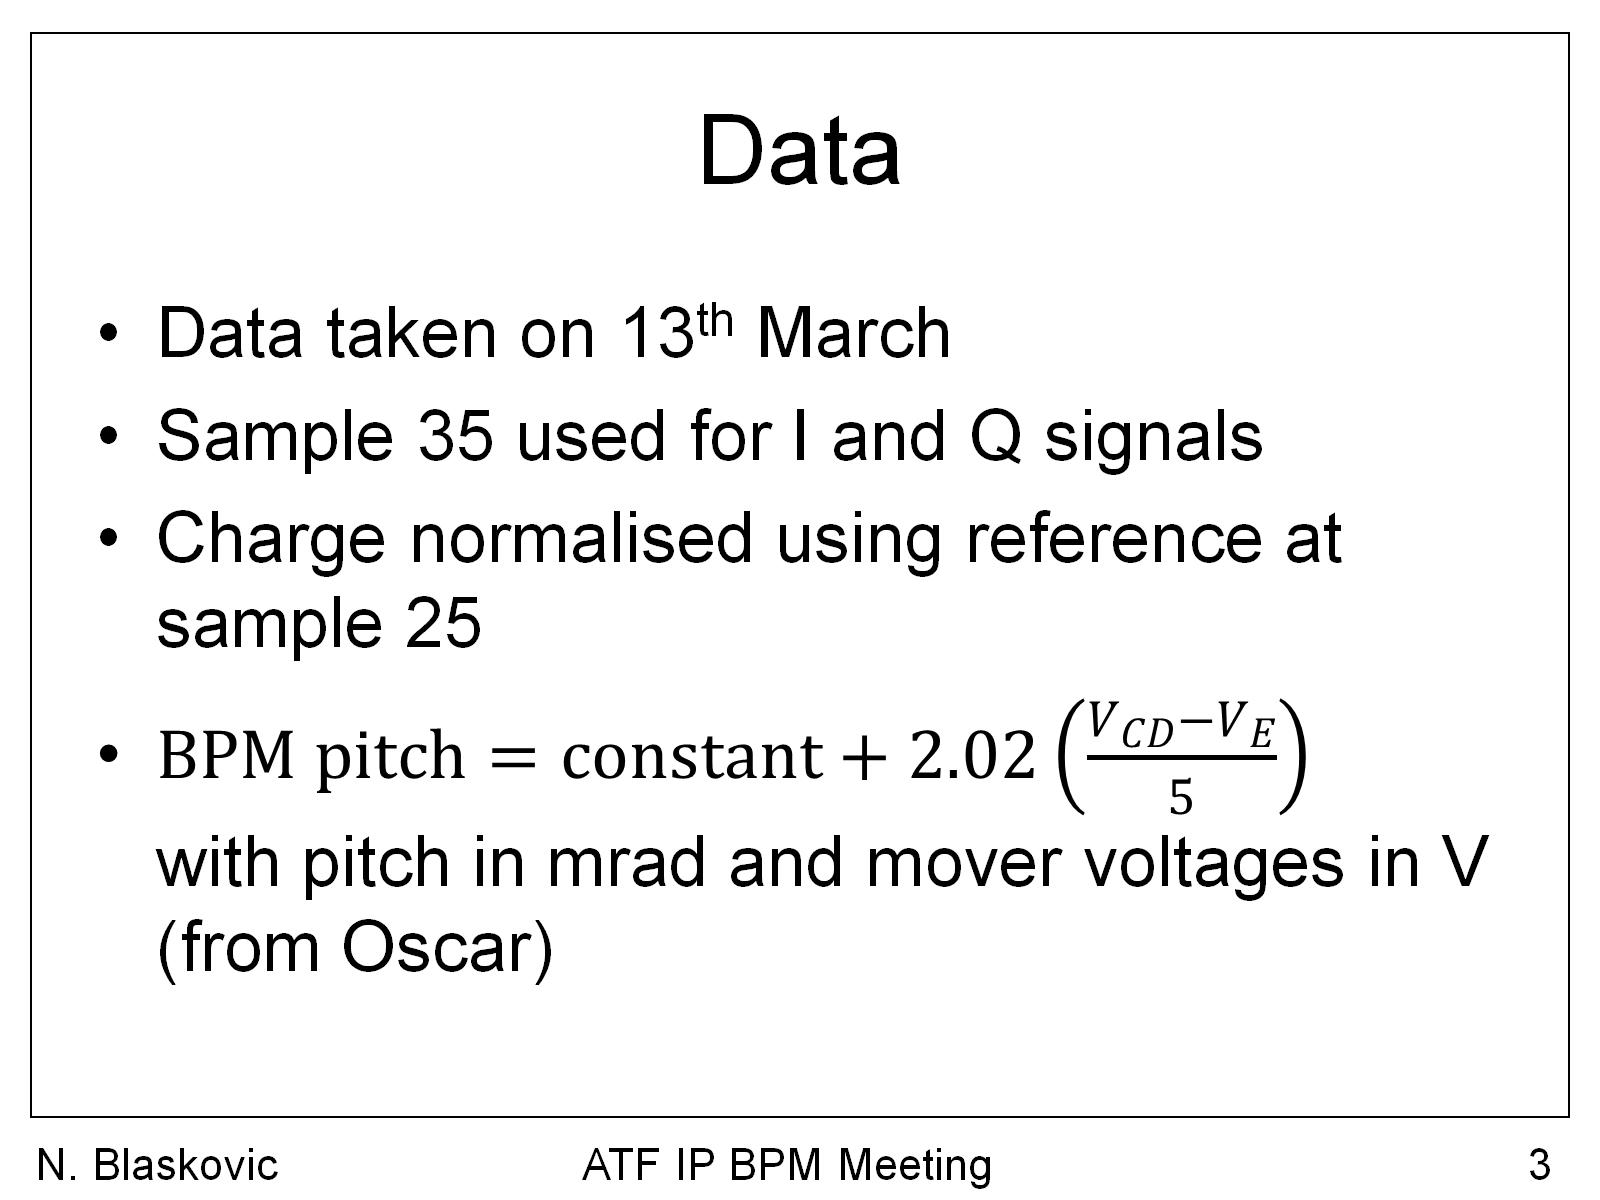 Data
• Data taken on 13th March
• Sample 35 used for I and Q signals
• Charge normalised using reference at
sample 25
• BPM pitch = constant + 2.02 (V_CD−V_E / 5)
with pitch in mrad and mover voltages in V
(from Oscar)
N. Blaskovic ATF IP BPM Meeting 3